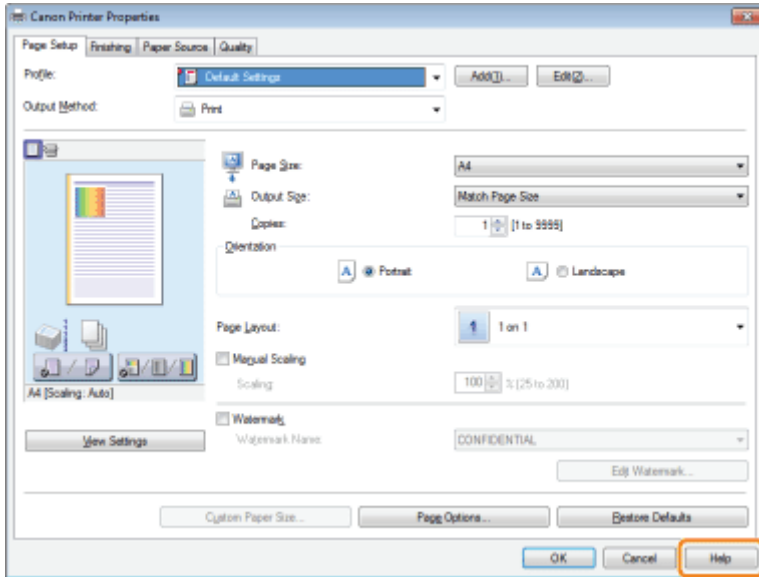 Canon Printer Properties
Page Setup Finishing Paper Source Quality
Profile: Default Settings Add(1)... Edit(2)...
Output Method: Print
Page Size: A4
Output Size: Match Page Size
Copies: 1 [1 to 9999]
Orientation
A Portrait A Landscape
Page Layout: 1 1 on 1
Manual Scaling
Scaling: 100 % [25 to 200]
A4 [Scaling: Auto]
Watermark
View Settings
Watermark Name: CONFIDENTIAL
Edit Watermark...
Custom Paper Size... Page Options... Restore Defaults
OK Cancel Help